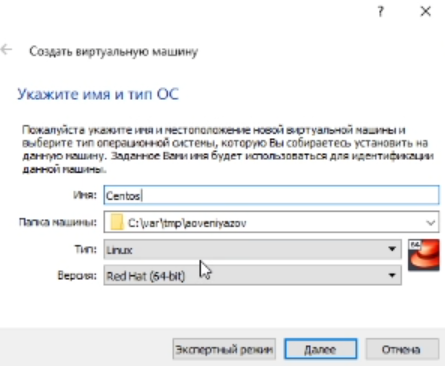 ?
Создать виртуальную машину
Укажите имя и тип ОС
Пожалуйста укажите имя и местоположение новой виртуальной машины и
выберите тип операционной системы, которую Вы собираетесь установить на
данную машину. Заданное Вами имя будет использоваться для идентификации
данной машины.
Имя: Centos
Папка машины: C:\var\tmp\aoveniyazov
Тип: Linux
64
Версия: Red Hat (64-bit)
Экспертный режим Далее Отмена